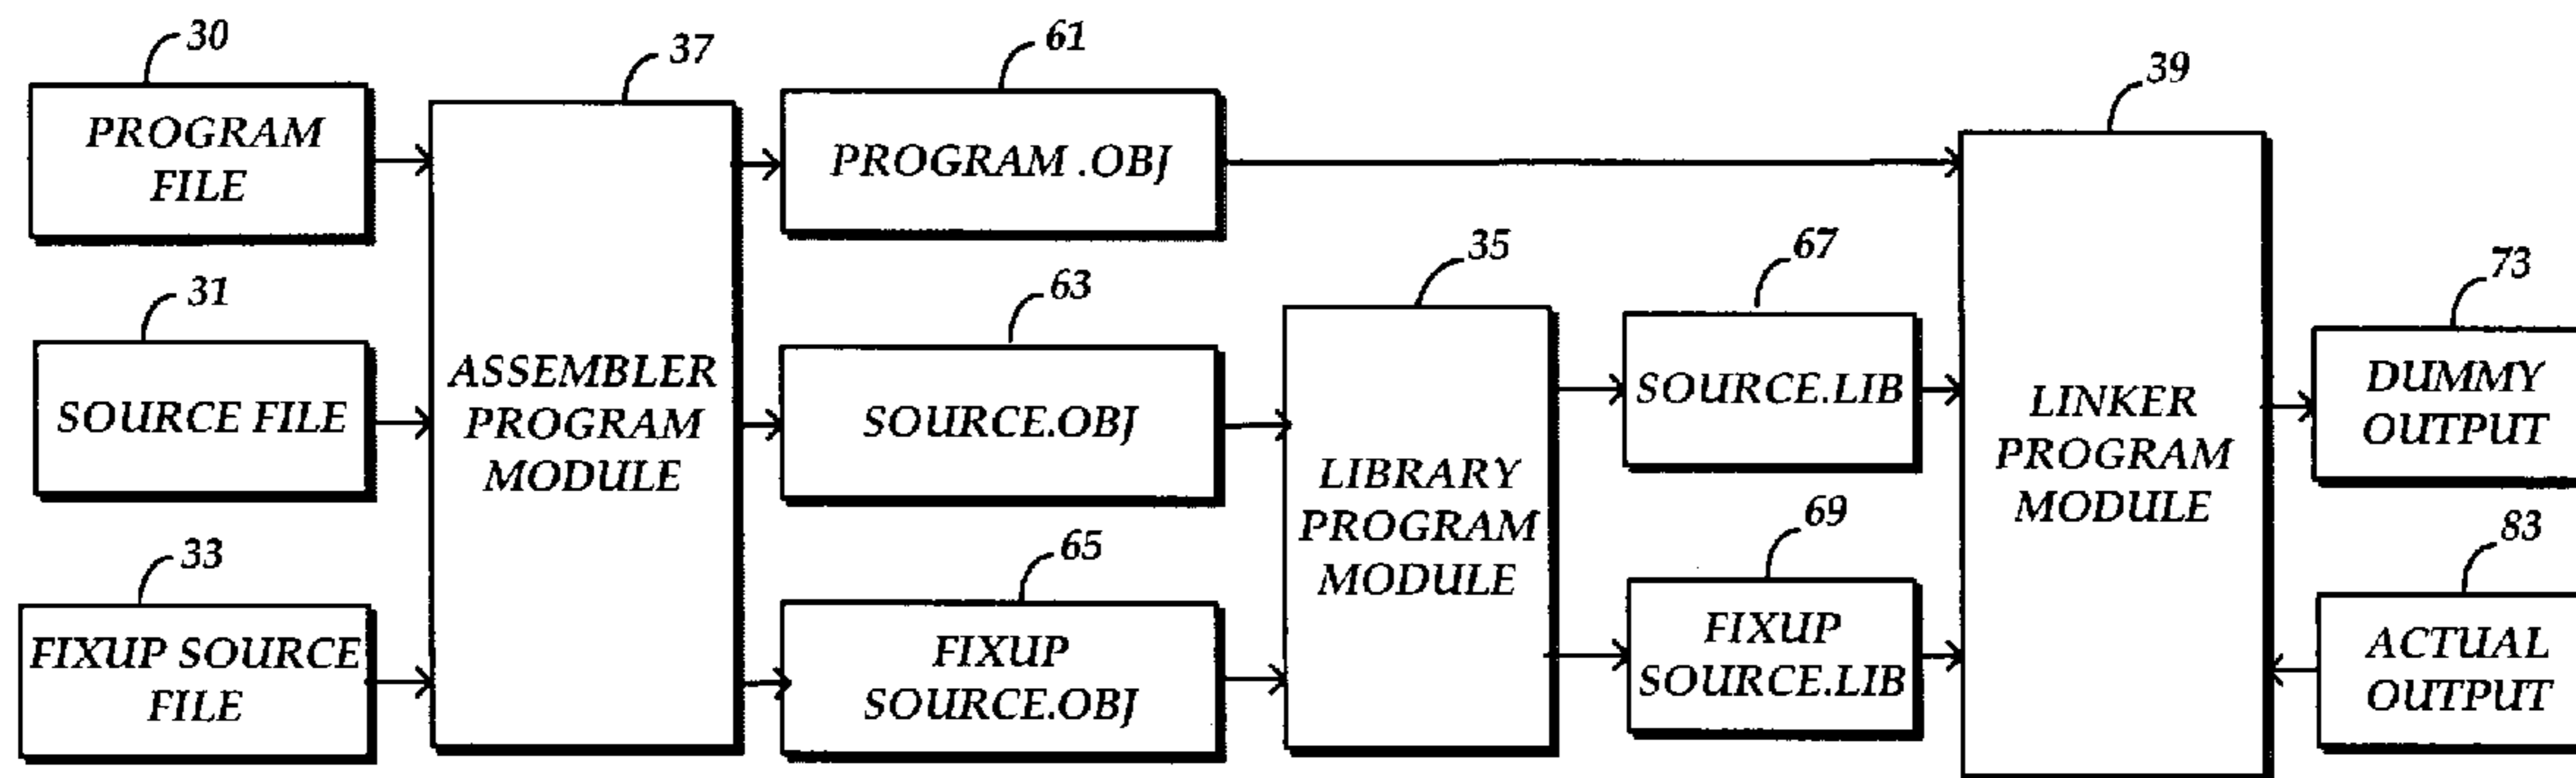 30
PROGRAM
FILE
31
SOURCE FILE
33
FIXUP SOURCE
FILE
37
ASSEMBLER
PROGRAM
MODULE
61
PROGRAM .OBJ
63
SOURCE.OBJ
65
FIXUP
SOURCE.OBJ
35
LIBRARY
PROGRAM
MODULE
67
SOURCE.LIB
69
FIXUP
SOURCE.LIB
39
LINKER
PROGRAM
MODULE
73
DUMMY
OUTPUT
83
ACTUAL
OUTPUT